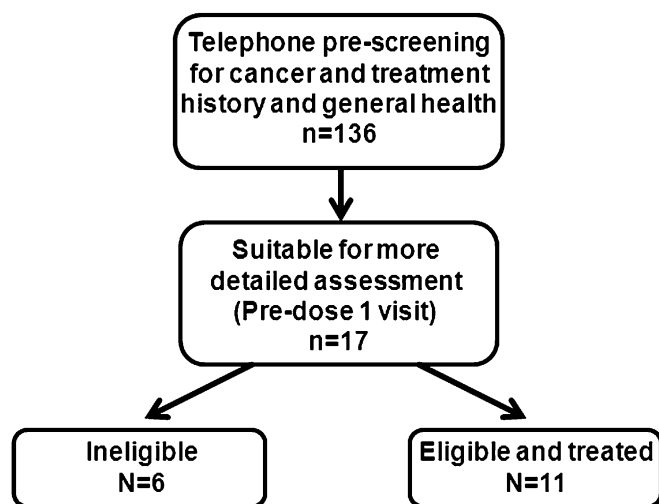 Telephone pre-screening
for cancer and treatment
history and general health
n=136
Suitable for more
detailed assessment
(Pre-dose 1 visit)
n=17
Ineligible
N=6
Eligible and treated
N=11